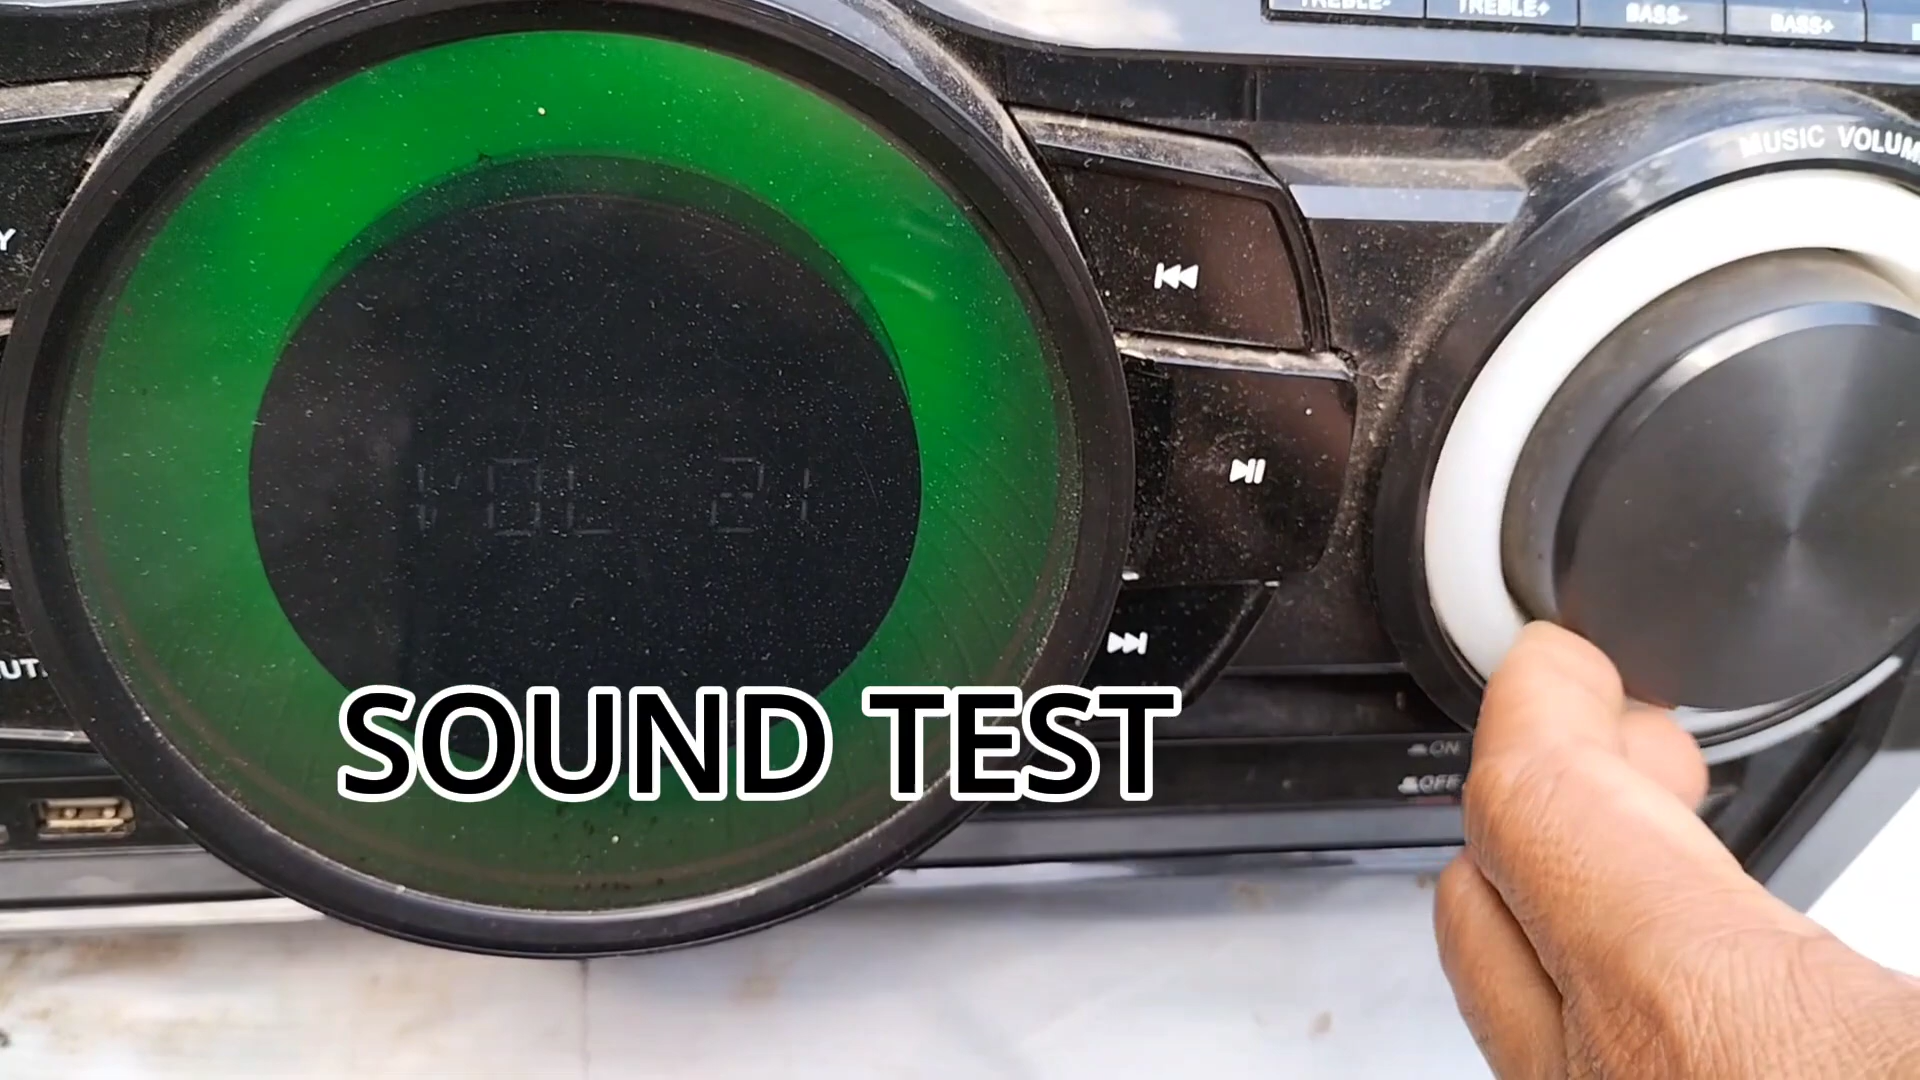 TREBLE- TREBLE+ BASS- BASS+
MUSIC VOLUM
Y
VOL 21
SOUND TEST
ON
OFF